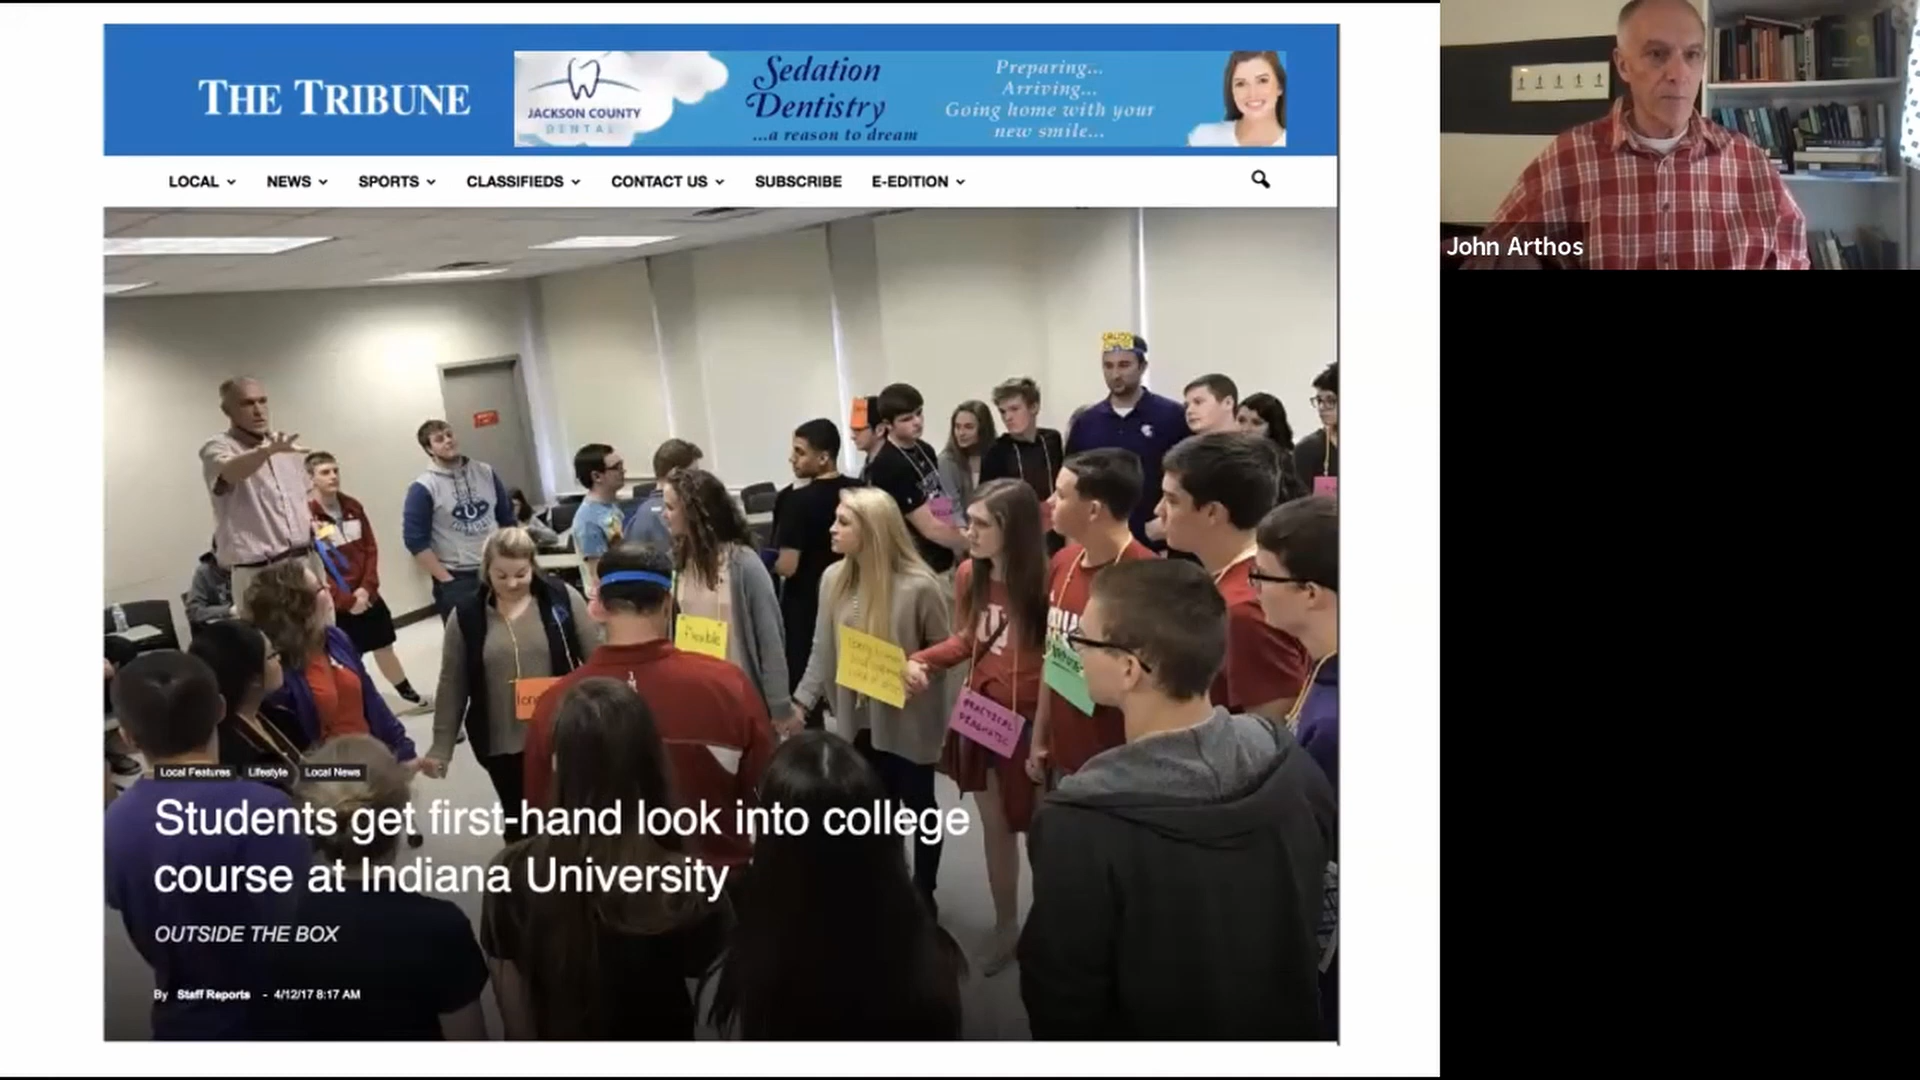 THE TRIBUNE
JACKSON COUNTY
DENTAL
Sedation
Dentistry
...a reason to dream
Preparing...
Arriving...
Going home with your
new smile...
LOCAL NEWS SPORTS CLASSIFIEDS CONTACT US SUBSCRIBE E-EDITION
John Arthos
flexible
PRACTICAL
PRAGMATIC
Local Features Lifestyle Local News
Students get first-hand look into college
course at Indiana University
OUTSIDE THE BOX
By Staff Reports - 4/12/17 8:17 AM